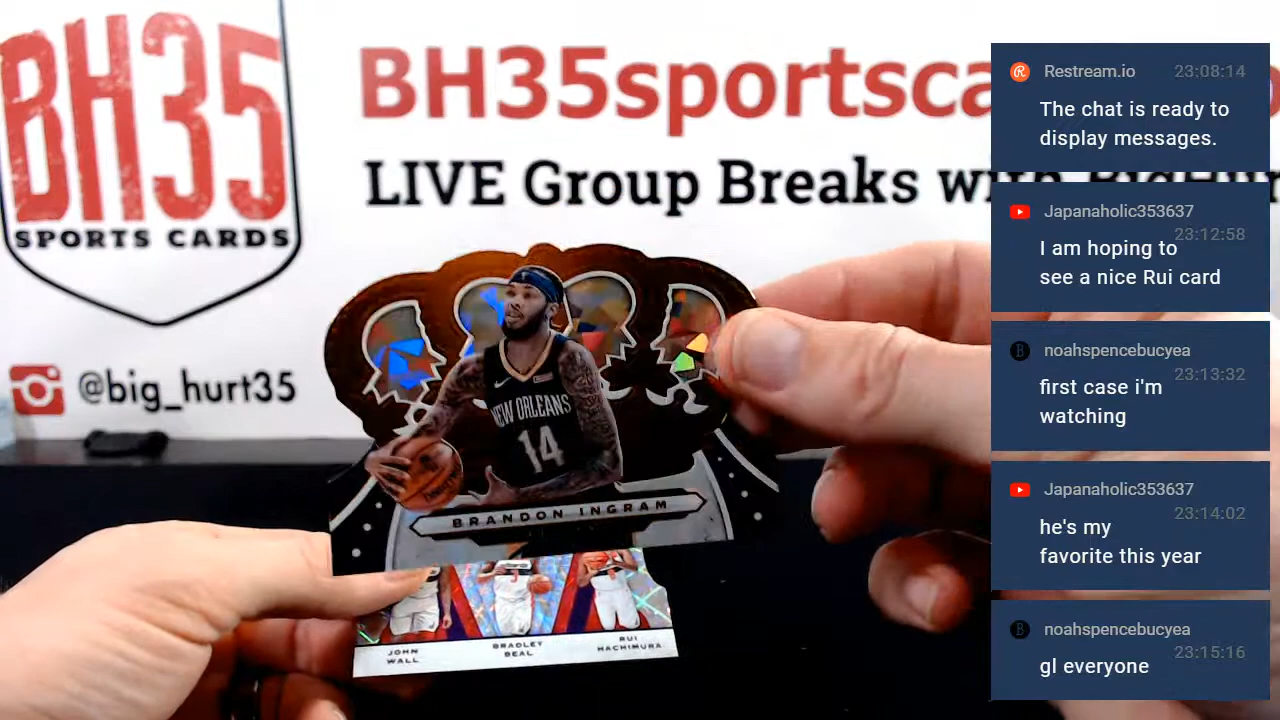 BH35
SPORTS CARDS
@big_hurt35
BH35sportsca
LIVE Group Breaks with BigHurt
NEW ORLEANS
14
BRANDON INGRAM
JOHN
WALL
BRADLEY
BEAL
RUI
HACHIMURA
Restream.io 23:08:14
The chat is ready to
display messages.
Japanaholic353637
23:12:58
I am hoping to
see a nice Rui card
noahspencebucyea
23:13:32
first case i'm
watching
Japanaholic353637
23:14:02
he's my
favorite this year
noahspencebucyea
23:15:16
gl everyone